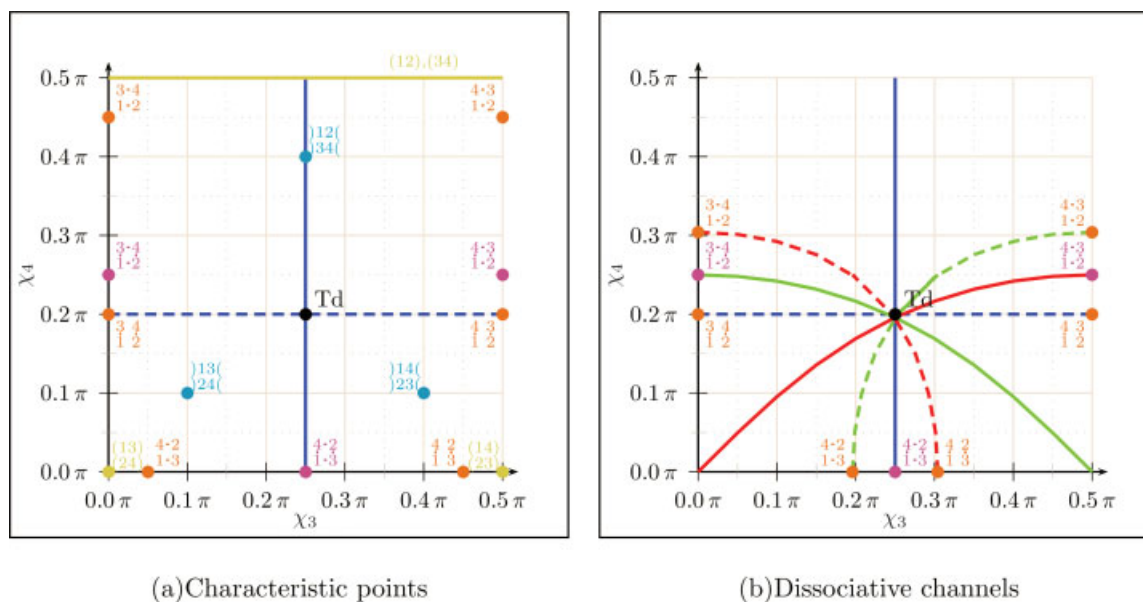 (12),(34)
0.5 π
3·4
1·2
4·3
1·2
)12(
)34(
0.4 π
0.3 π
3·4
1·2
4·3
1·2
χ4
Td
0.2 π
3 4
1 2
4 3
1 2
)13(
)24(
)14(
)23(
0.1 π
(13)
(24)
4·2
1·3
4·2
1·3
4 2
1 3
(14)
(23)
0.0 π
0.0 π 0.1 π 0.2 π 0.3 π 0.4 π 0.5 π
χ3
(a)Characteristic points
0.5 π
0.4 π
3·4
1·2
4·3
1·2
0.3 π
3·4
1·2
4·3
1·2
χ4
Td
0.2 π
3 4
1 2
4 3
1 2
0.1 π
4·2
1·3
4·2
1·3
4 2
1 3
0.0 π
0.0 π 0.1 π 0.2 π 0.3 π 0.4 π 0.5 π
χ3
(b)Dissociative channels